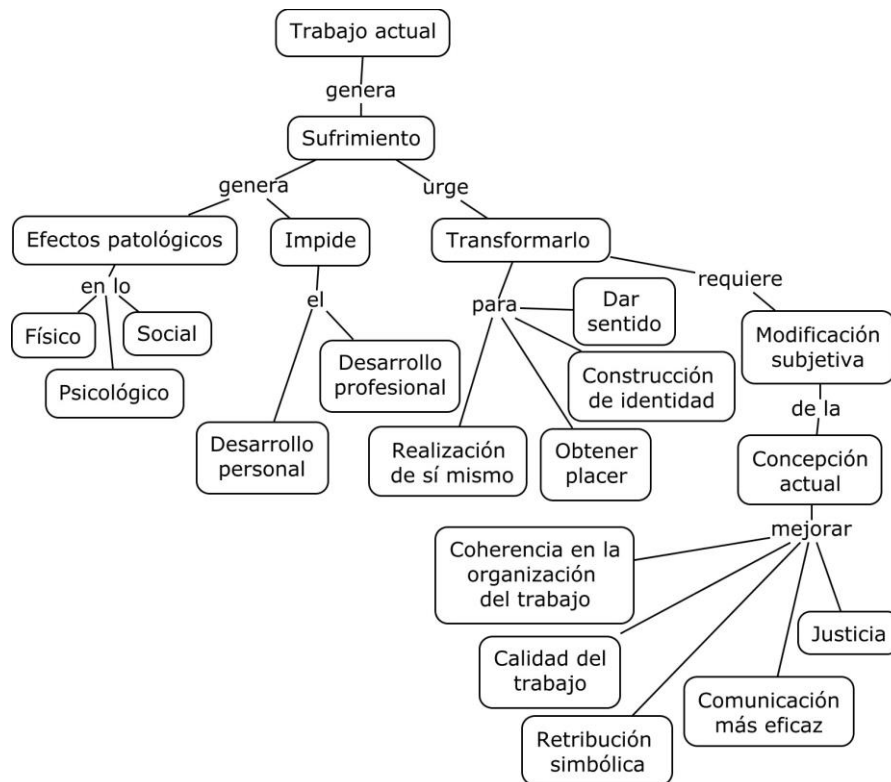 Trabajo actual
genera
Sufrimiento
genera
urge
Efectos patológicos
Impide
Transformarlo
en lo
el
para
requiere
Físico
Social
Psicológico
Desarrollo
profesional
Desarrollo
personal
Dar
sentido
Construcción
de identidad
Realización
de sí mismo
Obtener
placer
Modificación
subjetiva
de la
Concepción
actual
mejorar
Coherencia en la
organización
del trabajo
Calidad del
trabajo
Retribución
simbólica
Comunicación
más eficaz
Justicia